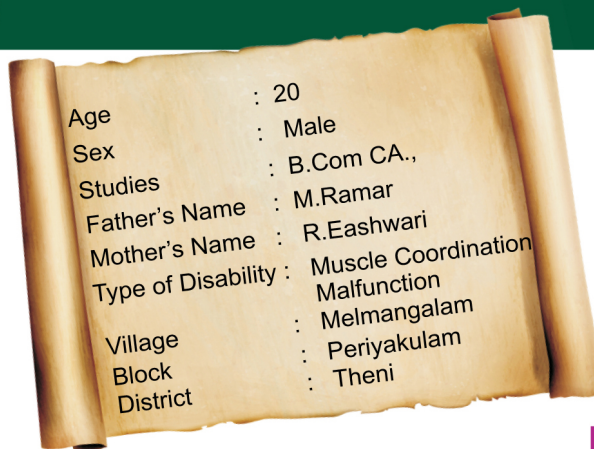 Age : 20
Sex : Male
Studies : B.Com CA.,
Father's Name : M.Ramar
Mother's Name : R.Eashwari
Type of Disability : Muscle Coordination
Malfunction
Village : Melmangalam
Block : Periyakulam
District : Theni